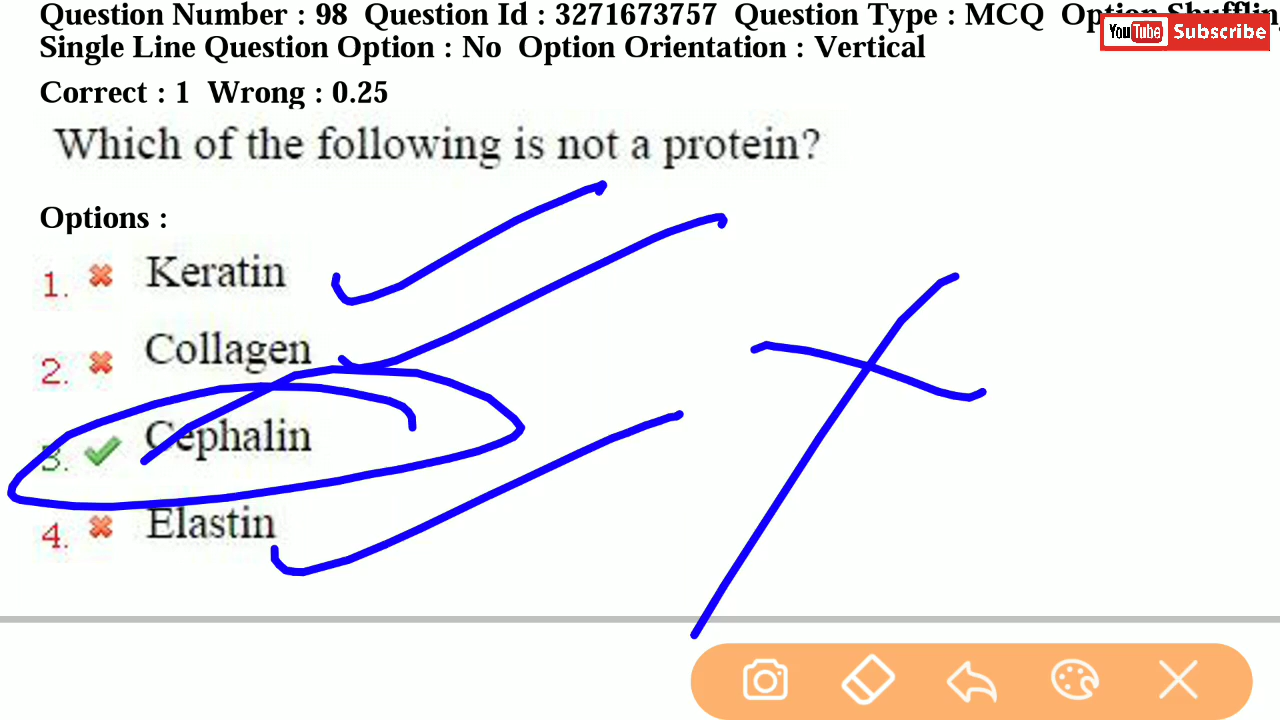 Question Number : 98 Question Id : 3271673757 Question Type : MCQ Option
Single Line Question Option : No Option Orientation : Vertical
YouTube Subscribe
Correct : 1 Wrong : 0.25
Which of the following is not a protein?
Options :
1. Keratin
2. Collagen
3. Cephalin
4. Elastin